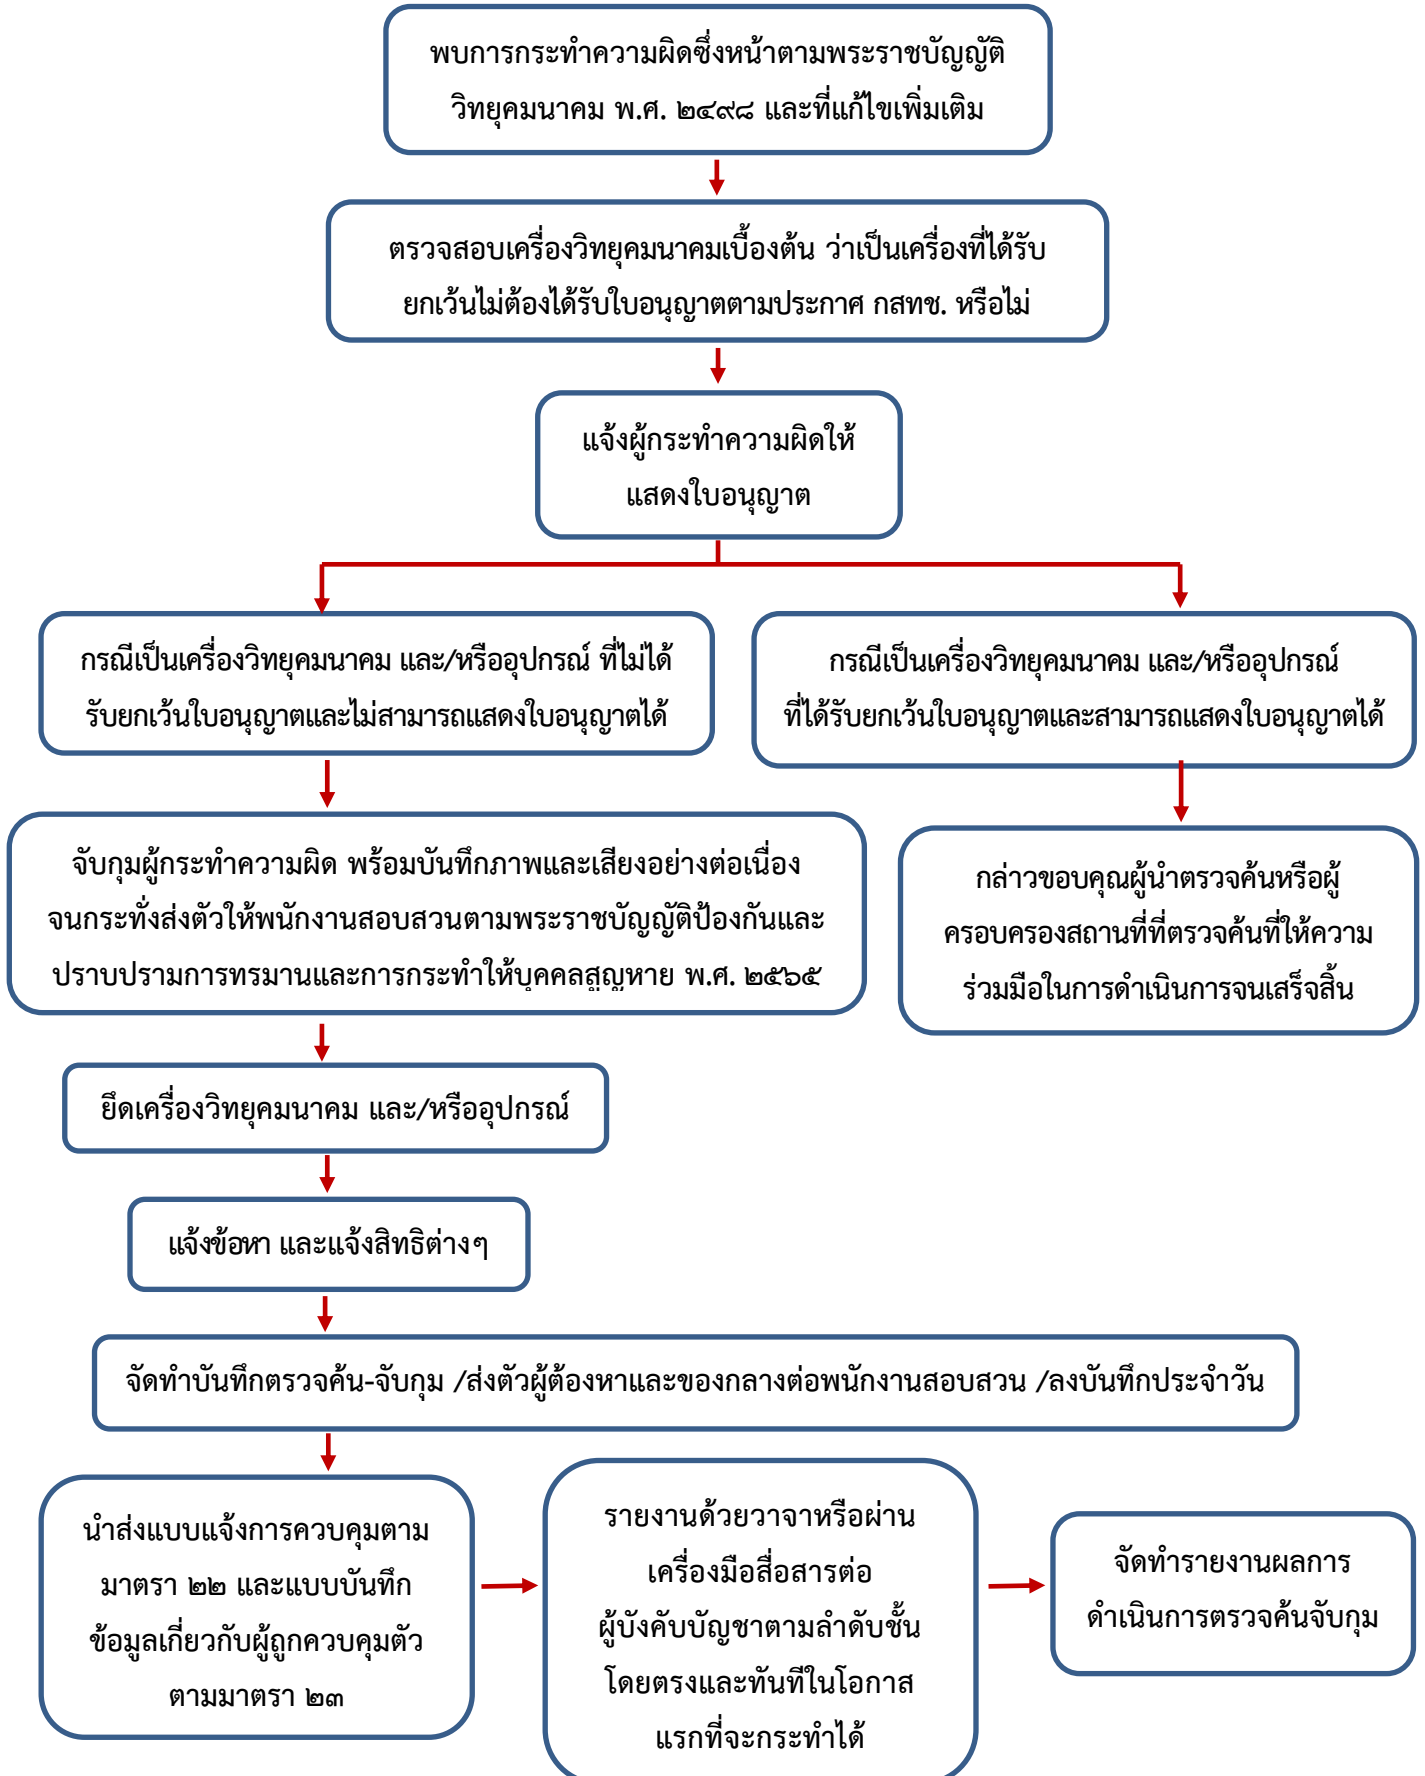 พบการกระทำความผิดซึ่งหน้าตามพระราชบัญญัติ
วิทยุคมนาคม พ.ศ. ๒๔๙๘ และที่แก้ไขเพิ่มเติม
ตรวจสอบเครื่องวิทยุคมนาคมเบื้องต้น ว่าเป็นเครื่องที่ได้รับ
ยกเว้นไม่ต้องได้รับใบอนุญาตตามประกาศ กสทช. หรือไม่
แจ้งผู้กระทำความผิดให้
แสดงใบอนุญาต
กรณีเป็นเครื่องวิทยุคมนาคม และ/หรืออุปกรณ์ ที่ไม่ได้
รับยกเว้นใบอนุญาตและไม่สามารถแสดงใบอนุญาตได้
กรณีเป็นเครื่องวิทยุคมนาคม และ/หรืออุปกรณ์
ที่ได้รับยกเว้นใบอนุญาตและสามารถแสดงใบอนุญาตได้
จับกุมผู้กระทำความผิด พร้อมบันทึกภาพและเสียงอย่างต่อเนื่อง
จนกระทั่งส่งตัวให้พนักงานสอบสวนตามพระราชบัญญัติป้องกันและ
ปราบปรามการทรมานและการกระทำให้บุคคลสูญหาย พ.ศ. ๒๕๖๕
กล่าวขอบคุณผู้นำตรวจค้นหรือผู้
ครอบครองสถานที่ที่ตรวจค้นที่ให้ความ
ร่วมมือในการดำเนินการจนเสร็จสิ้น
ยึดเครื่องวิทยุคมนาคม และ/หรืออุปกรณ์
แจ้งข้อหา และแจ้งสิทธิต่างๆ
จัดทำบันทึกตรวจค้น-จับกุม /ส่งตัวผู้ต้องหาและของกลางต่อพนักงานสอบสวน /ลงบันทึกประจำวัน
นำส่งแบบแจ้งการควบคุมตาม
มาตรา ๒๒ และแบบบันทึก
ข้อมูลเกี่ยวกับผู้ถูกควบคุมตัว
ตามมาตรา ๒๓
รายงานด้วยวาจาหรือผ่าน
เครื่องมือสื่อสารต่อ
ผู้บังคับบัญชาตามลำดับชั้น
โดยตรงและทันทีในโอกาส
แรกที่จะกระทำได้
จัดทำรายงานผลการ
ดำเนินการตรวจค้นจับกุม